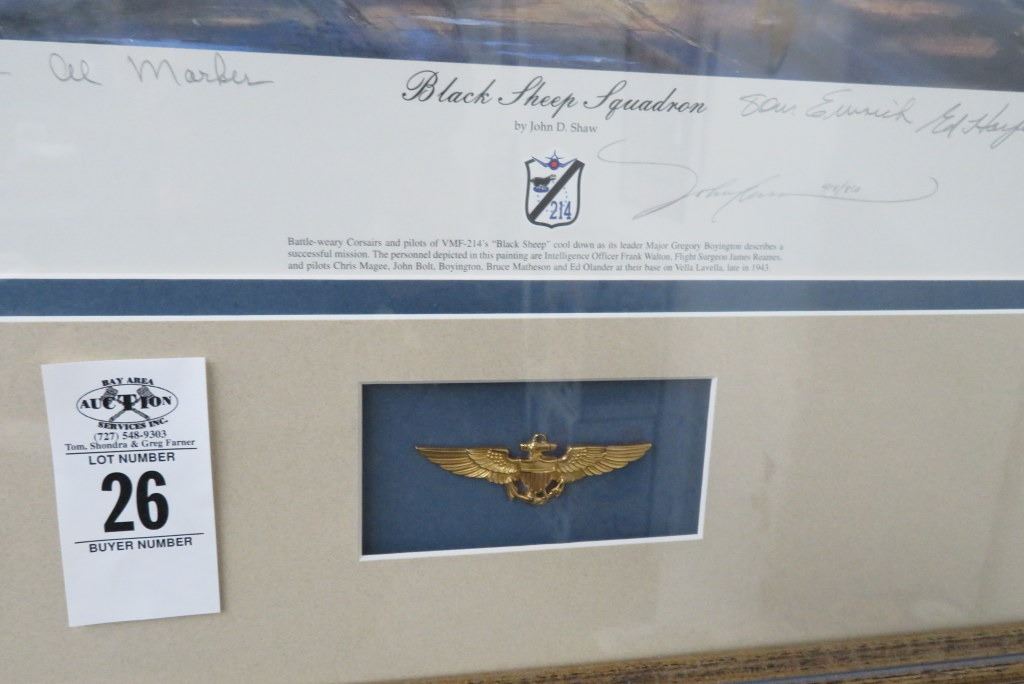 Al Marker
Black Sheep Squadron
by John D. Shaw
214
Battle-weary Corsairs and pilots of VMF-214's "Black Sheep" cool down as its leader Major Gregory Boyington describes a
successful mission. The personnel depicted in this painting are Intelligence Officer Frank Walton, Flight Surgeon James Reames,
and pilots Chris Magee, John Bolt, Boyington, Bruce Matheson and Ed Olander at their base on Vella Lavella, late in 1943.
BAY AREA
AUCTION
SERVICES INC.
(727) 548-9303
Tom, Shondra & Greg Farner
LOT NUMBER
26
BUYER NUMBER